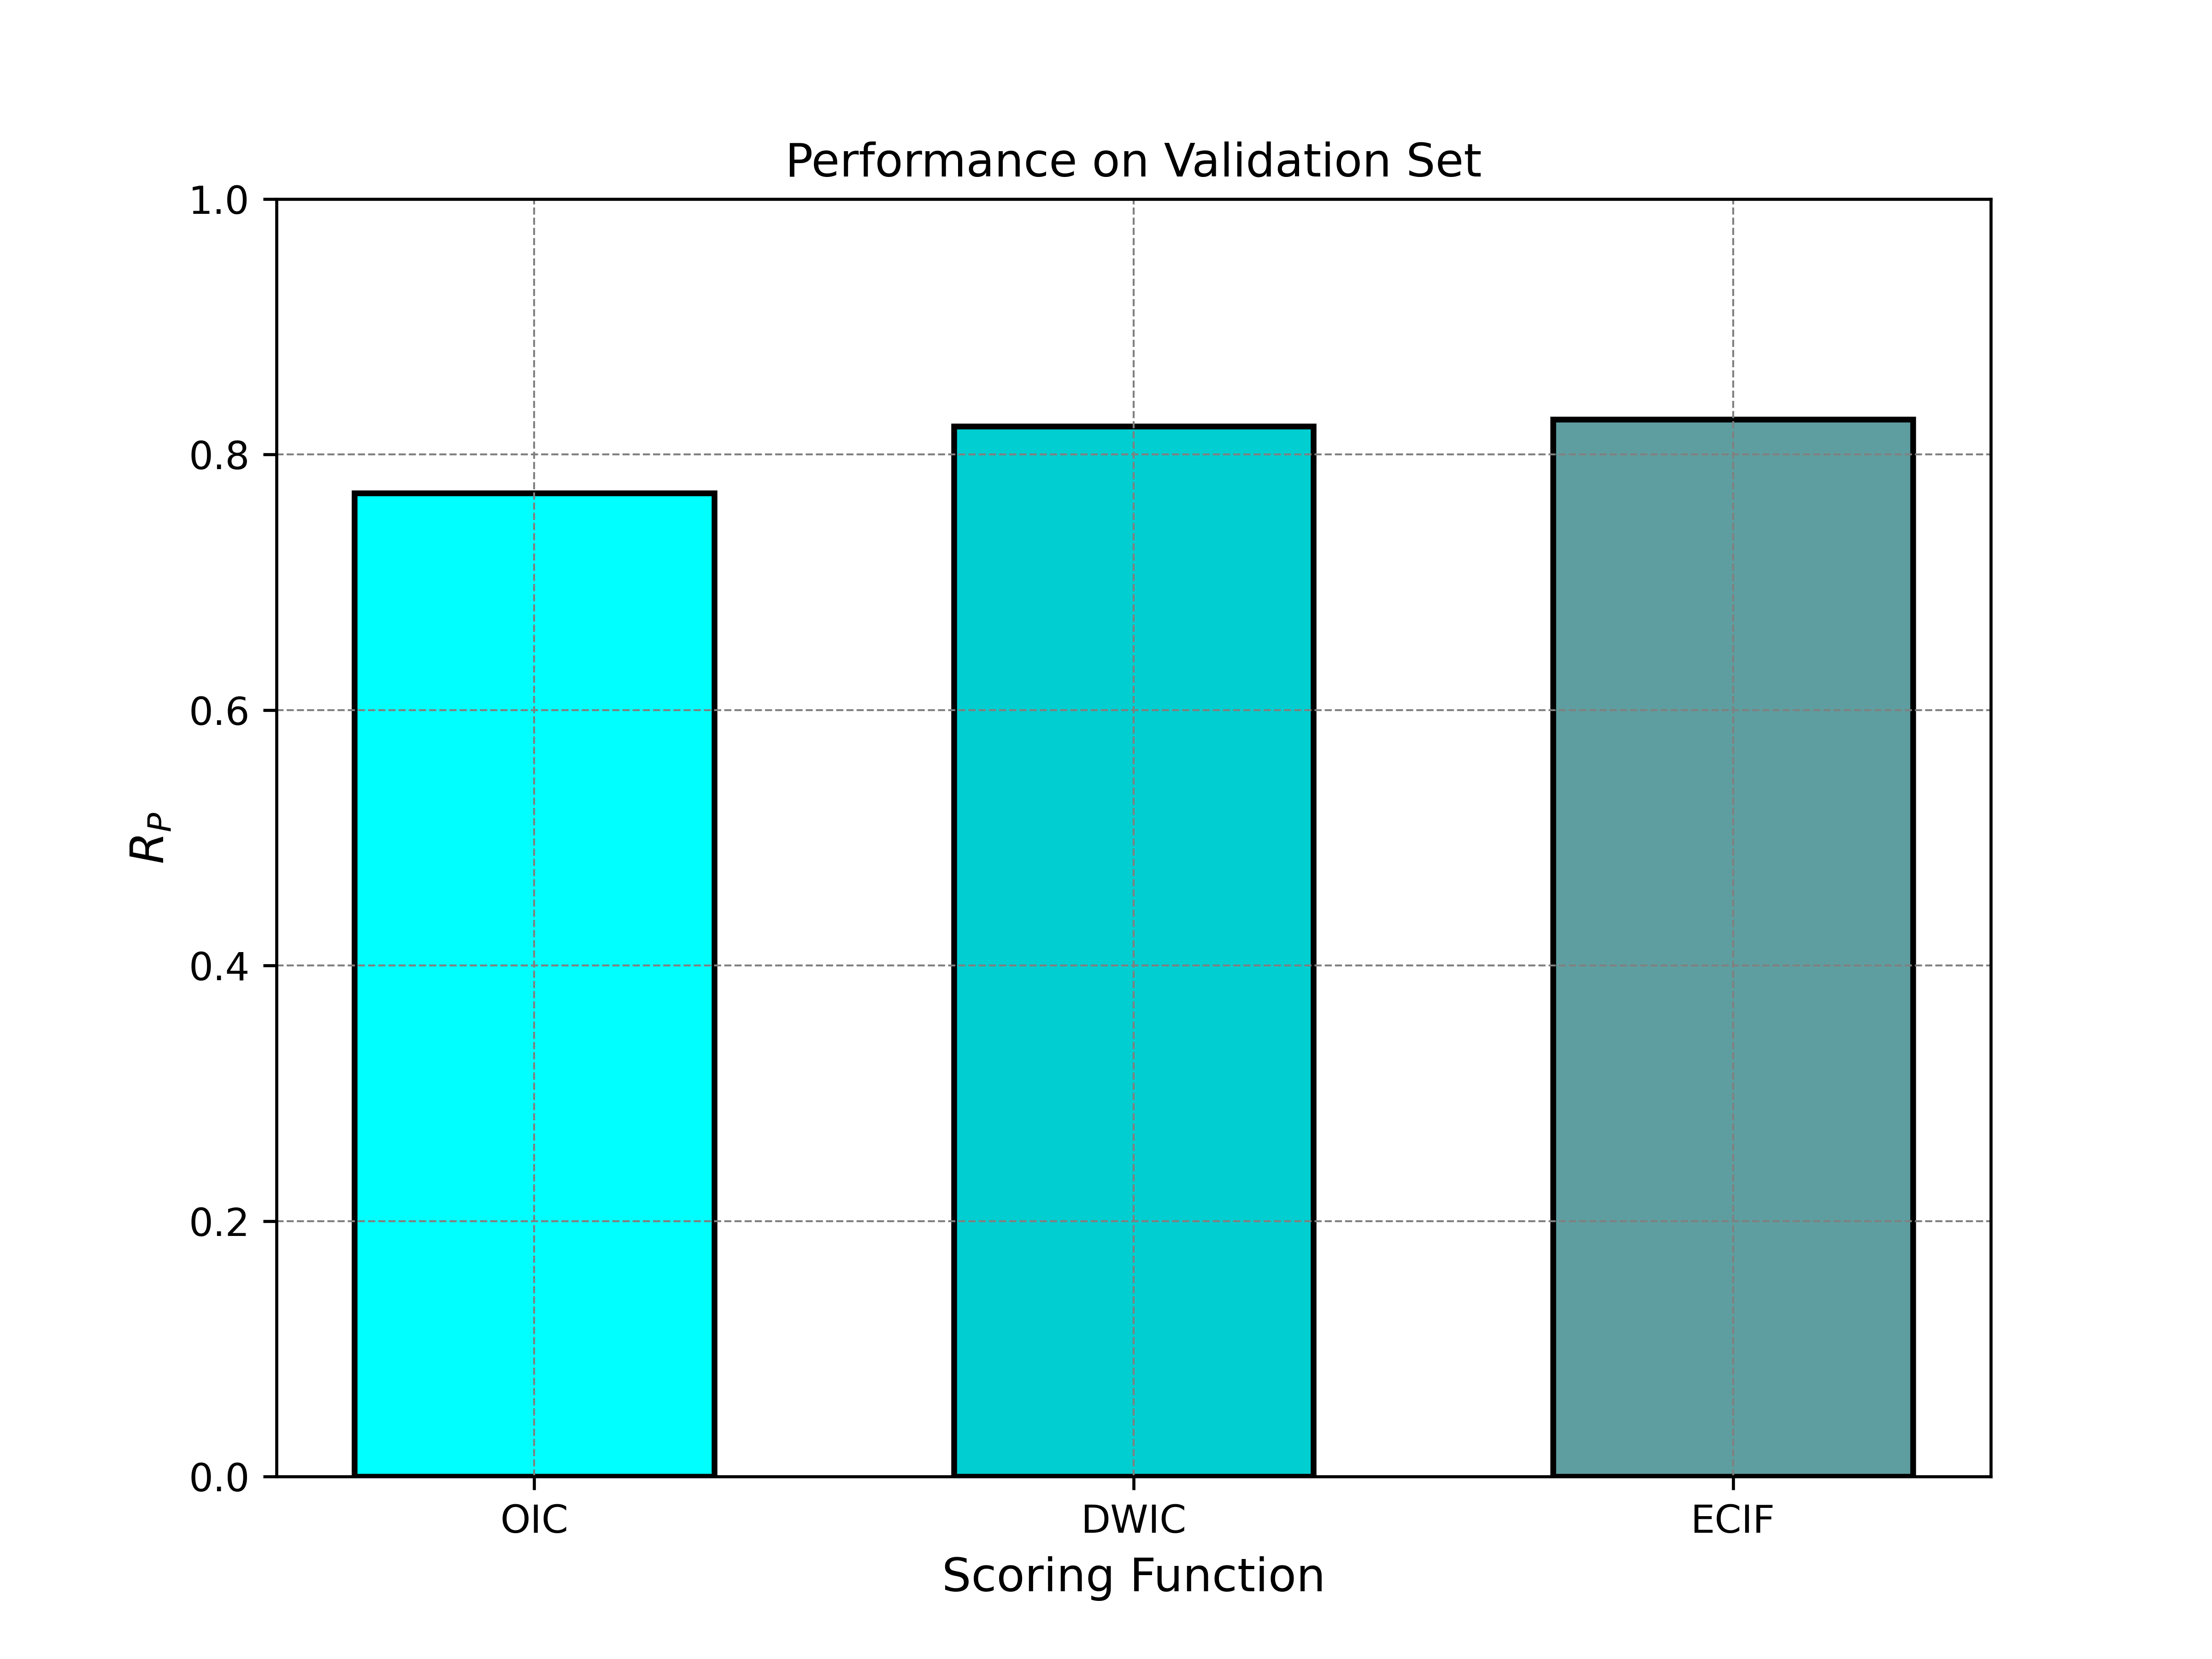 Performance on Validation Set
1.0
0.8
0.6
0.4
0.2
0.0
R_P
OIC DWIC ECIF
Scoring Function